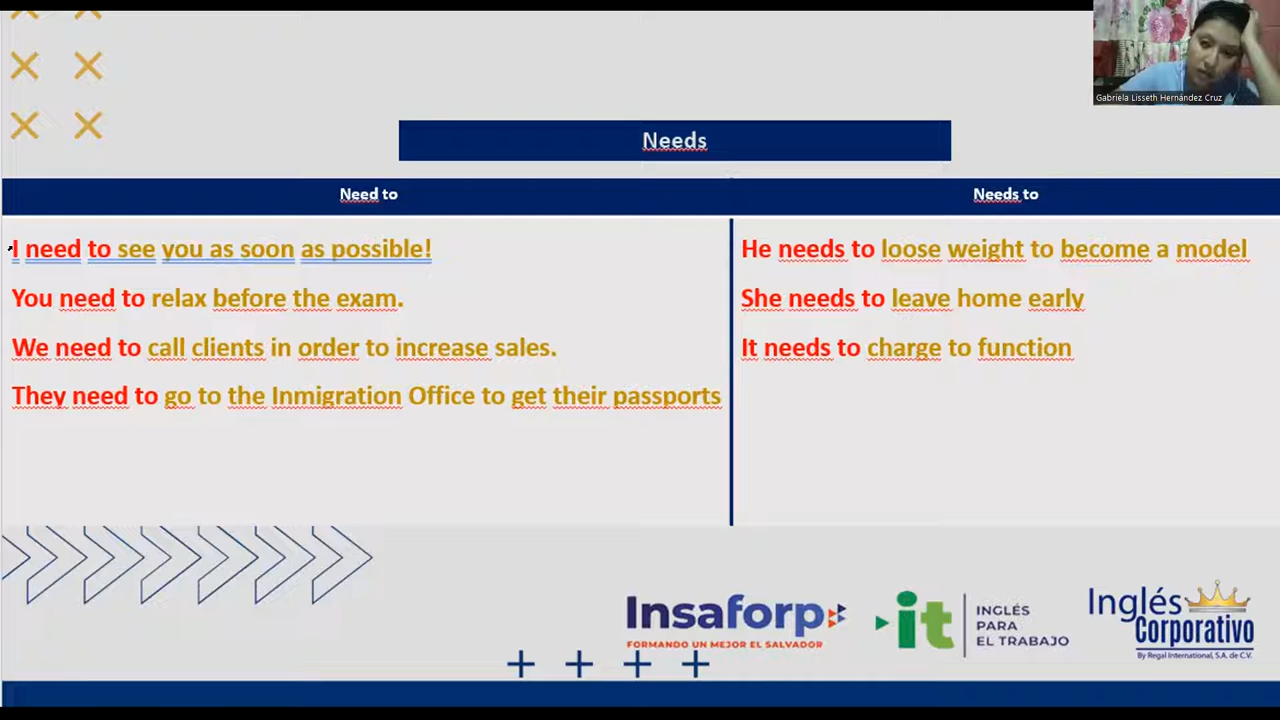 Gabriela Lisseth Hernández Cruz
Needs
Need to
Needs to
I need to see you as soon as possible!
You need to relax before the exam.
We need to call clients in order to increase sales.
They need to go to the Inmigration Office to get their passports
He needs to loose weight to become a model
She needs to leave home early
It needs to charge to function
Insaforp
FORMANDO UN MEJOR EL SALVADOR
it
INGLÉS
PARA
EL TRABAJO
Inglés
Corporativo
By Regal International, S.A. de C.V.